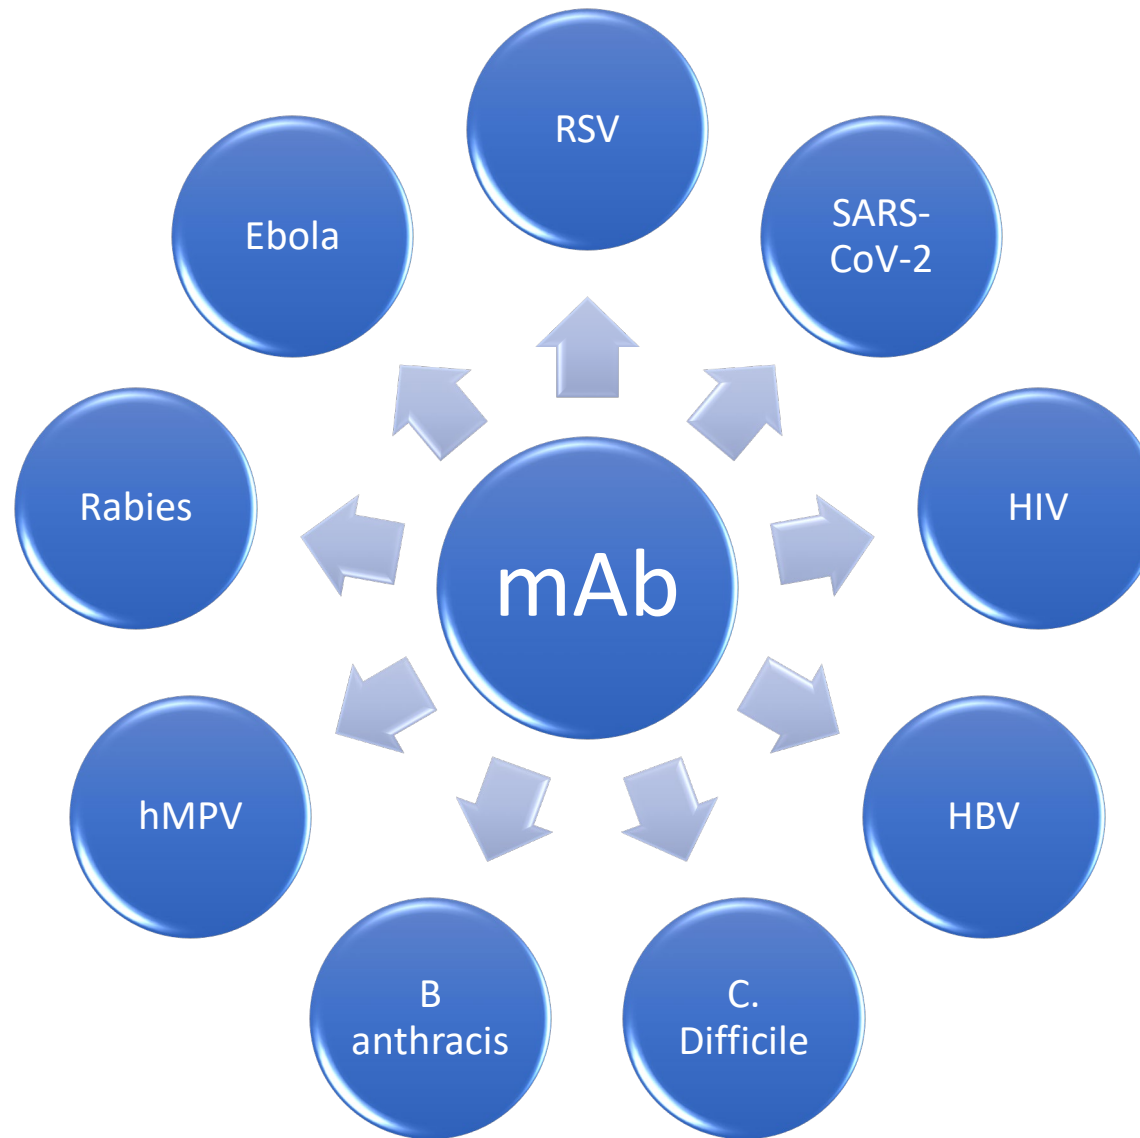 RSV
SARS-
CoV-2
HIV
HBV
C.
Difficile
B
anthracis
hMPV
Rabies
Ebola
mAb